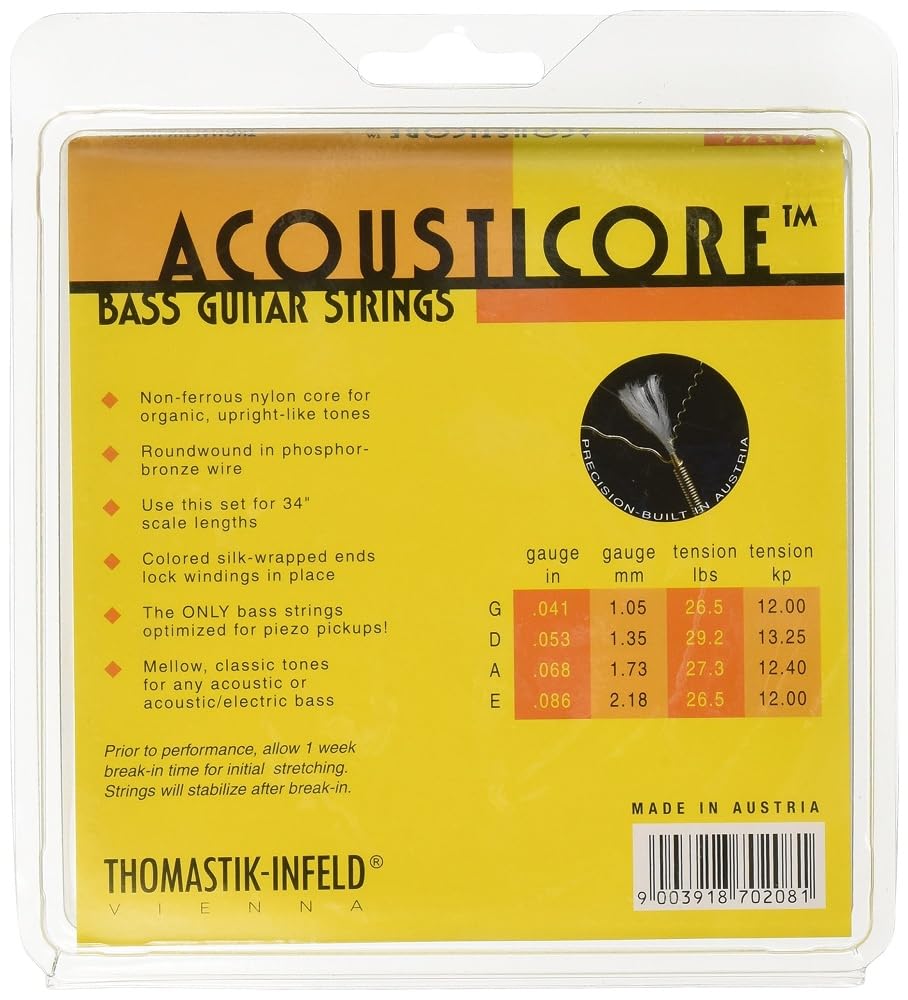 ACOUSTICORE™
ACOUSTICORE™
BASS GUITAR STRINGS
◆ Non-ferrous nylon core for
organic, upright-like tones
◆ Roundwound in phosphor-
bronze wire
◆ Use this set for 34"
scale lengths
◆ Colored silk-wrapped ends
lock windings in place
◆ The ONLY bass strings
optimized for piezo pickups!
◆ Mellow, classic tones
for any acoustic or
acoustic/electric bass
Prior to performance, allow 1 week
break-in time for initial stretching.
Strings will stabilize after break-in.
THOMASTIK-INFELD®
VIENNA
PRECISION-BUILT IN AUSTRIA
gauge gauge tension tension
in mm lbs kp
G .041 1.05 26.5 12.00
D .053 1.35 29.2 13.25
A .068 1.73 27.3 12.40
E .086 2.18 26.5 12.00
MADE IN AUSTRIA
9 003918 702081